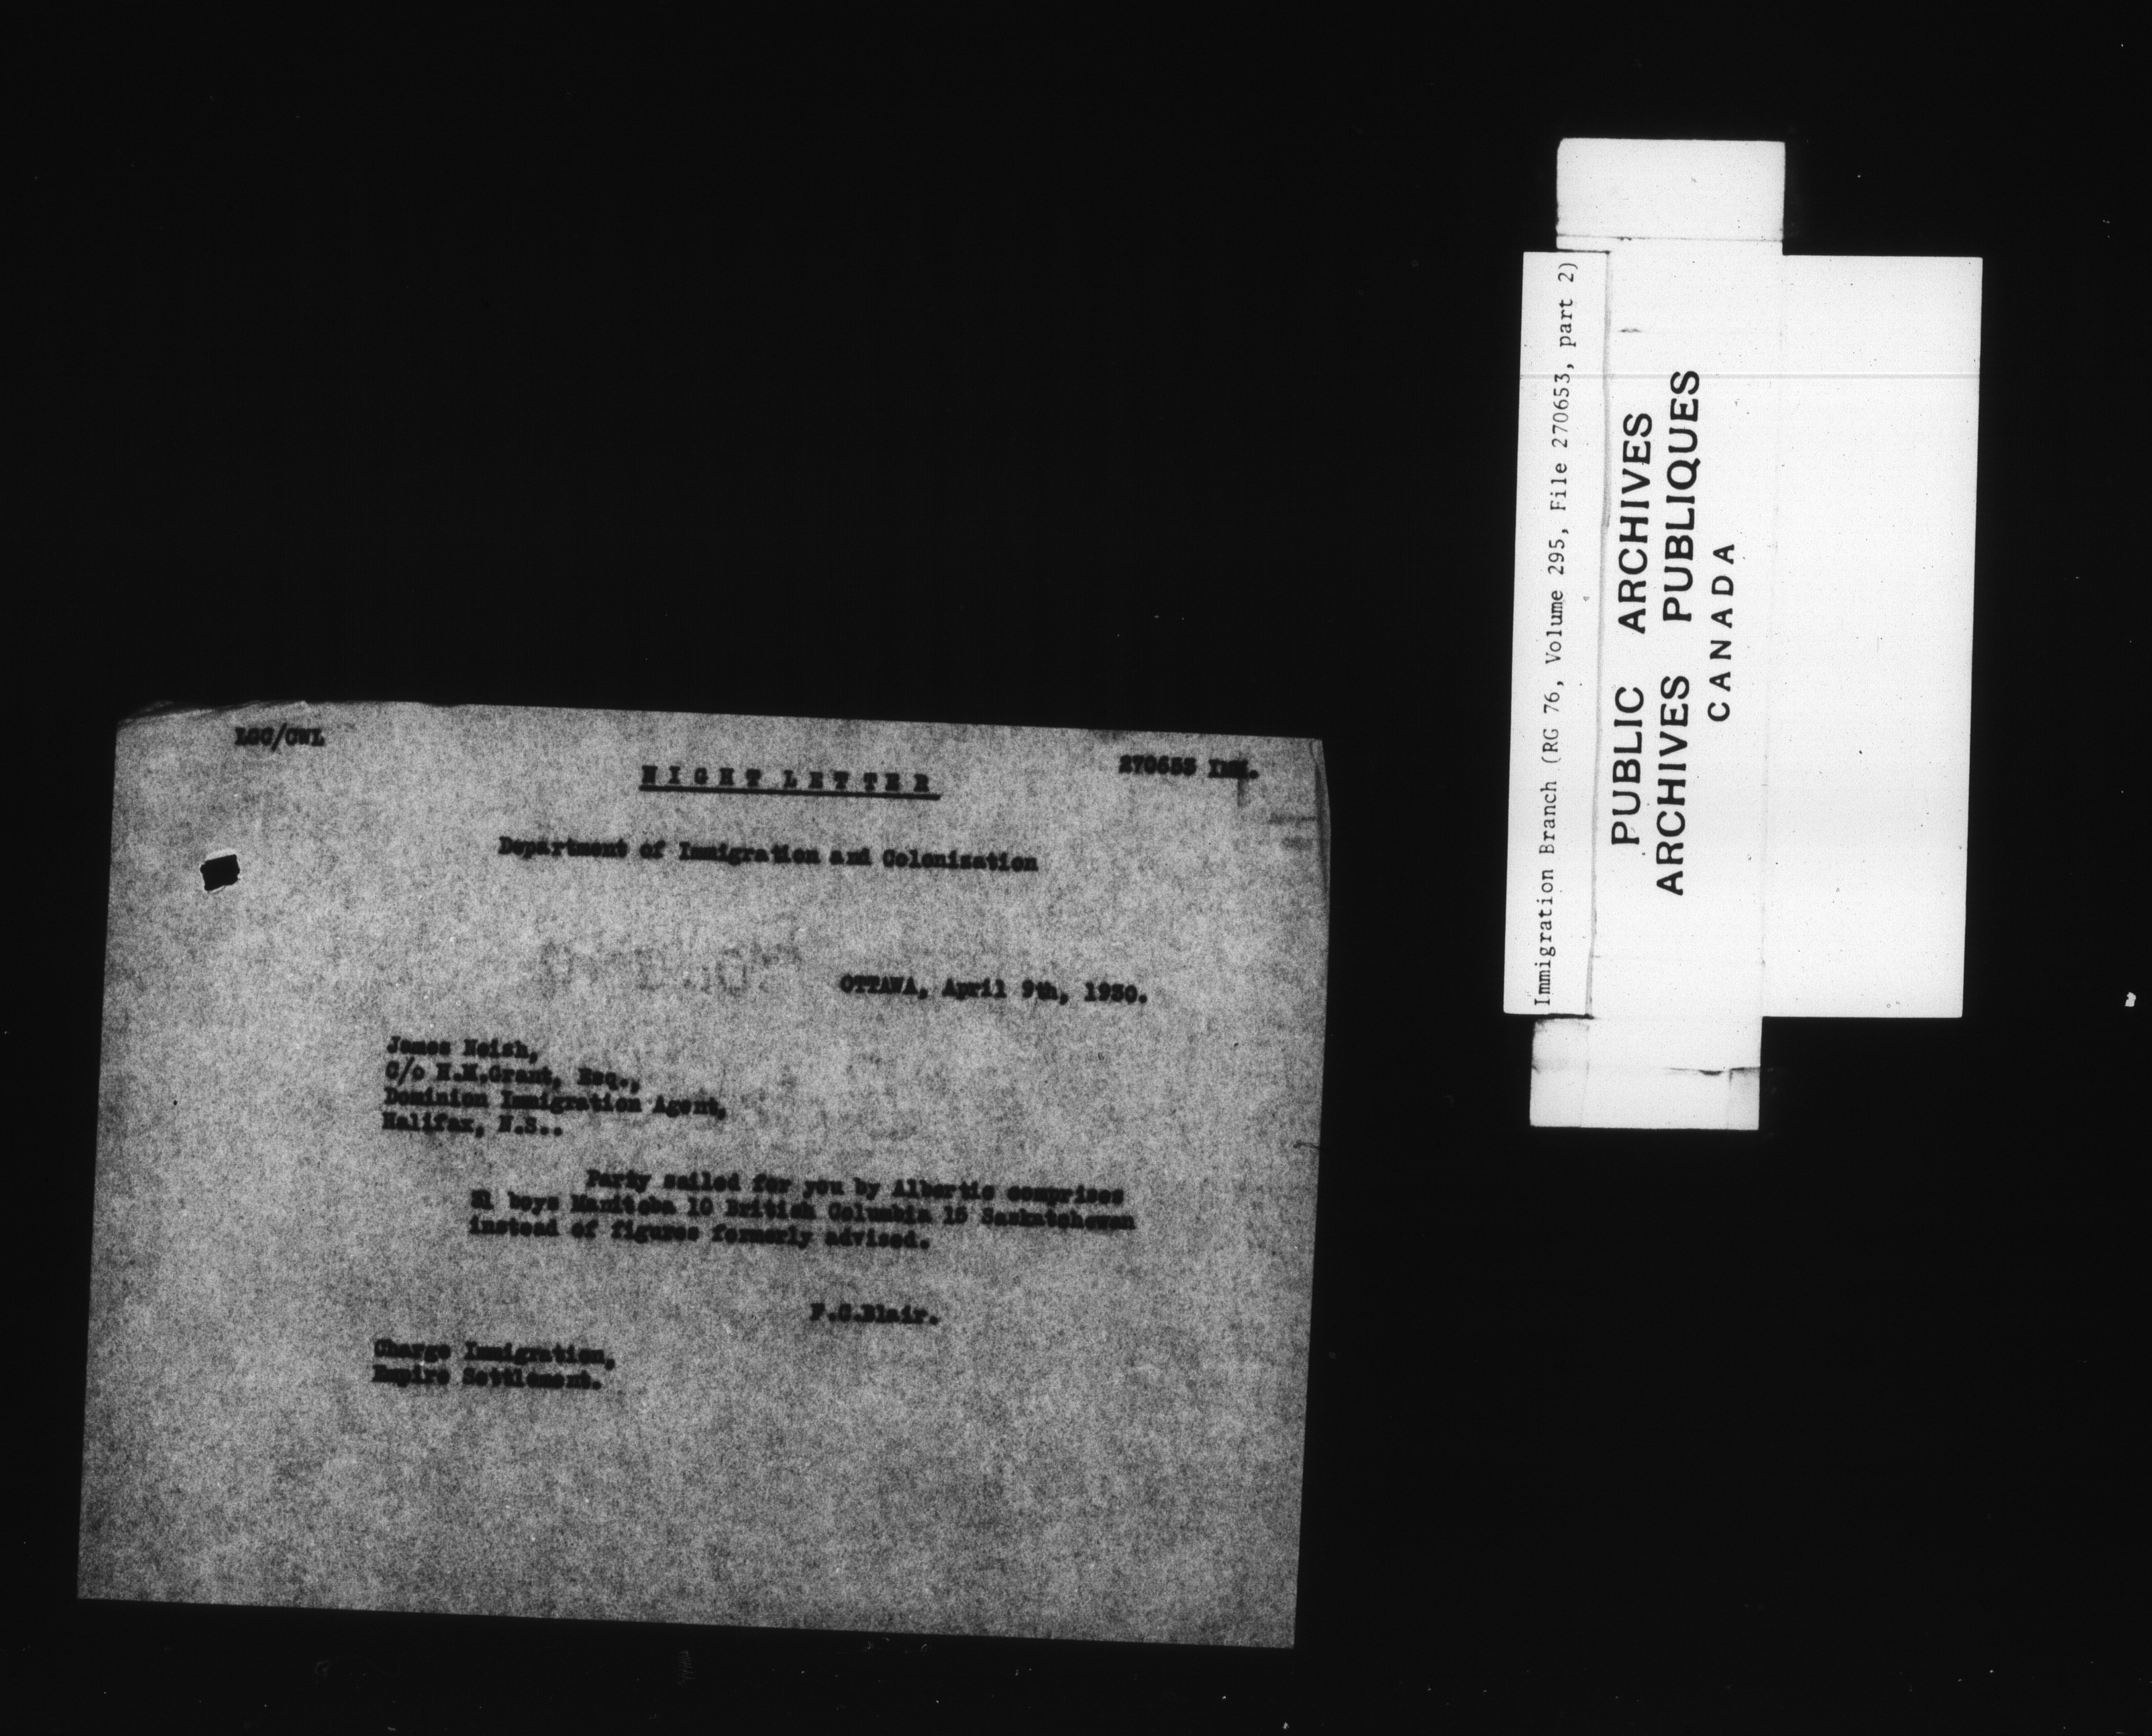 LGC/GWL
270653 IMM.
NIGHT LETTER
Department of Immigration and Colonization
OTTAWA, April 9th, 1930.
James Neish,
C/o H.M.Grant, Esq.,
Dominion Immigration Agent,
Halifax, N.S..
Party sailed for you by Albertic comprises
boys Manitoba 10 British Columbia 15 Saskatchewan
instead of figures formerly advised.
F.C.Blair.
Charge Immigration,
Empire Settlement.
Immigration Branch (RG 76, Volume 295, File 270653, part 2)
PUBLIC ARCHIVES
ARCHIVES PUBLIQUES
CANADA